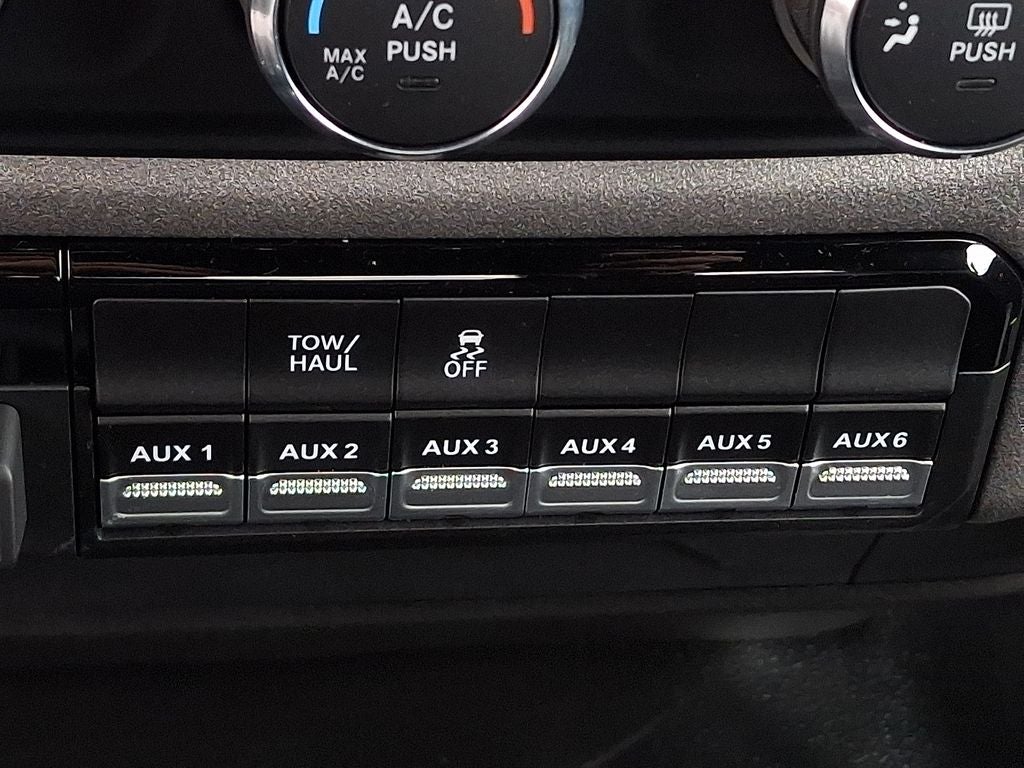 A/C
PUSH
MAX
A/C
PUSH
TOW/
HAUL
OFF
AUX 1
AUX 2
AUX 3
AUX 4
AUX 5
AUX 6